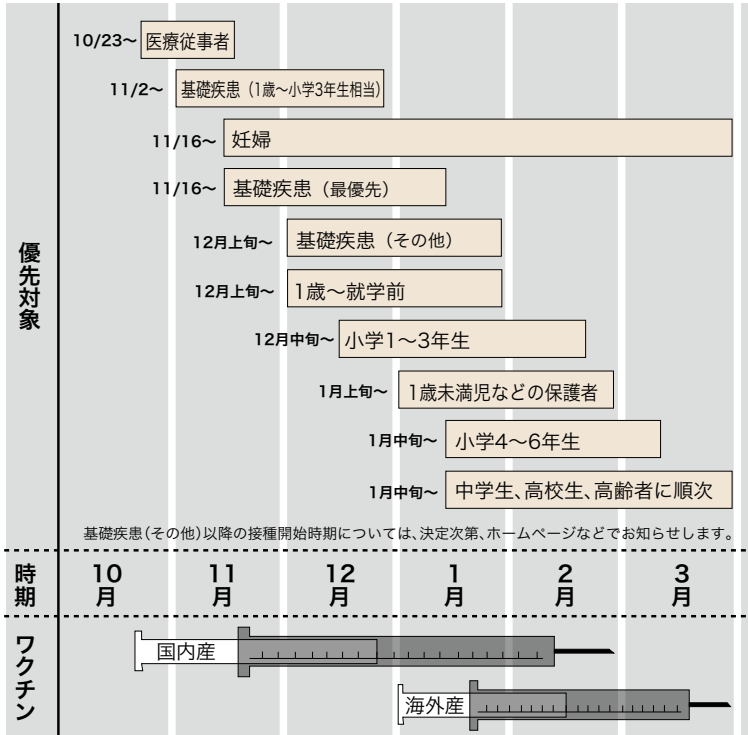 10/23〜 医療従事者
11/2〜 基礎疾患（1歳〜小学3年生相当）
11/16〜 妊婦
11/16〜 基礎疾患（最優先）
12月上旬〜 基礎疾患（その他）
12月上旬〜 1歳〜就学前
12月中旬〜 小学1〜3年生
1月上旬〜 1歳未満児などの保護者
1月中旬〜 小学4〜6年生
1月中旬〜 中学生、高校生、高齢者に順次
優先対象
基礎疾患（その他）以降の接種開始時期については、決定次第、ホームページなどでお知らせします。
時期 10月 11月 12月 1月 2月 3月
ワクチン
国内産
海外産